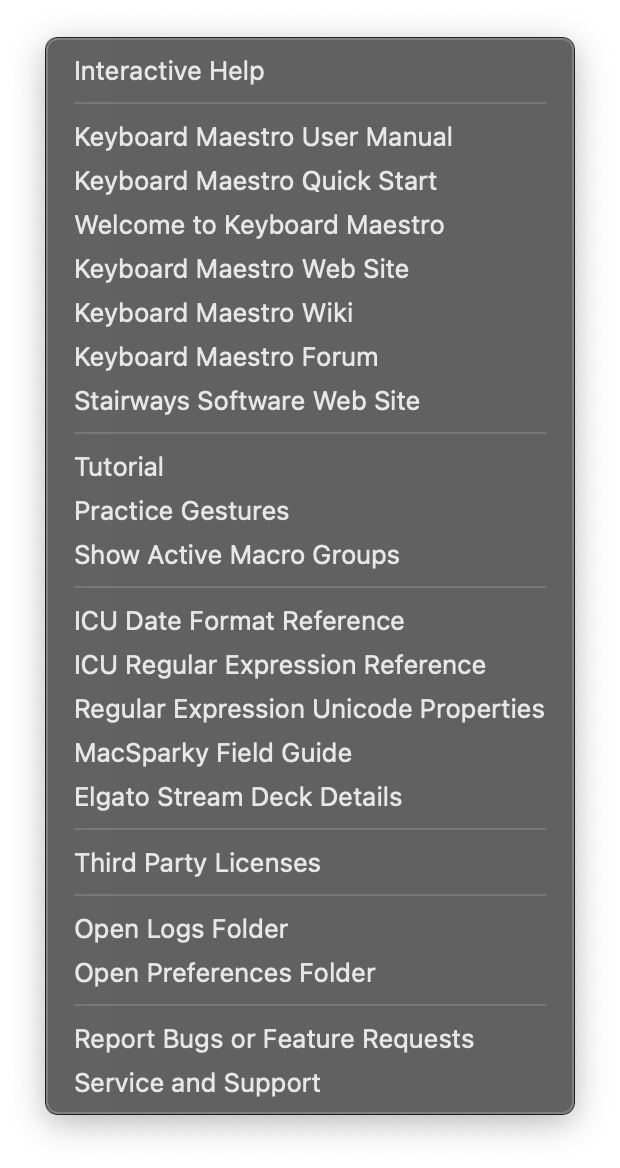 Interactive Help
Keyboard Maestro User Manual
Keyboard Maestro Quick Start
Welcome to Keyboard Maestro
Keyboard Maestro Web Site
Keyboard Maestro Wiki
Keyboard Maestro Forum
Stairways Software Web Site
Tutorial
Practice Gestures
Show Active Macro Groups
ICU Date Format Reference
ICU Regular Expression Reference
Regular Expression Unicode Properties
MacSparky Field Guide
Elgato Stream Deck Details
Third Party Licenses
Open Logs Folder
Open Preferences Folder
Report Bugs or Feature Requests
Service and Support